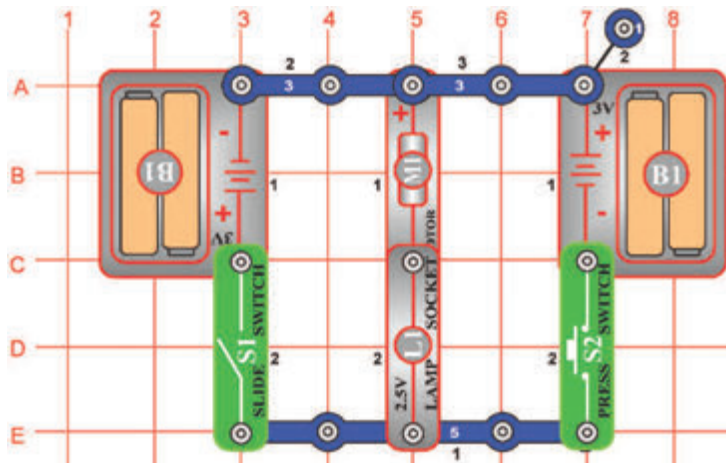 1 2 3 4 5 6 7 8
1
2
2 3
A 3 3
3V
+
- + 
B B1 1 M1 1 B1
+ -
3V OTOR
C
SLIDE S1 SWITCH
2.5V L1 LAMP SOCKET
PRESS S2 SWITCH
D 2 2 2
E 5
1